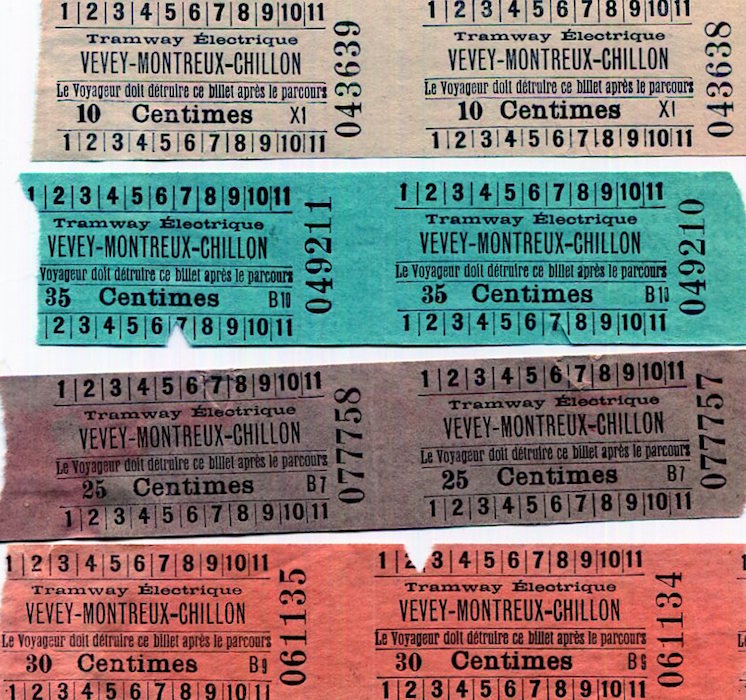 1 2 3 4 5 6 7 8 9 10 11
Tramway Électrique
VEVEY-MONTREUX-CHILLON
Le Voyageur doit détruire ce billet après le parcours
10 Centimes X1
1 2 3 4 5 6 7 8 9 10 11
043639
1 2 3 4 5 6 7 8 9 10 11
Tramway Électrique
VEVEY-MONTREUX-CHILLON
Le Voyageur doit détruire ce billet après le parcours
10 Centimes X1
1 2 3 4 5 6 7 8 9 10 11
043638
1 2 3 4 5 6 7 8 9 10 11
Tramway Électrique
VEVEY-MONTREUX-CHILLON
Voyageur doit détruire ce billet après le parcours
35 Centimes B10
2 3 4 5 6 7 8 9 10 11
049211
1 2 3 4 5 6 7 8 9 10 11
Tramway Électrique
VEVEY-MONTREUX-CHILLON
Le Voyageur doit détruire ce billet après le parcours
35 Centimes B10
1 2 3 4 5 6 7 8 9 10 11
049210
1 2 3 4 5 6 7 8 9 10 11
Tramway Électrique
VEVEY-MONTREUX-CHILLON
Le Voyageur doit détruire ce billet après le parcours
25 Centimes B7
1 2 3 4 5 6 7 8 9 10 11
077758
1 2 3 4 5 6 7 8 9 10 11
Tramway Électrique
VEVEY-MONTREUX-CHILLON
Le Voyageur doit détruire ce billet après le parcours
25 Centimes B7
1 2 3 4 5 6 7 8 9 10 11
077757
1 2 3 4 5 6 7 8 9 10 11
Tramway Électrique
VEVEY-MONTREUX-CHILLON
Le Voyageur doit détruire ce billet après le parcours
30 Centimes B9
1 2 3 4 5 6 7 8 9 10 11
061135
1 2 3 4 5 6 7 8 9 10 11
Tramway Électrique
VEVEY-MONTREUX-CHILLON
Le Voyageur doit détruire ce billet après le parcours
30 Centimes B9
1 2 3 4 5 6 7 8 9 10 11
061134